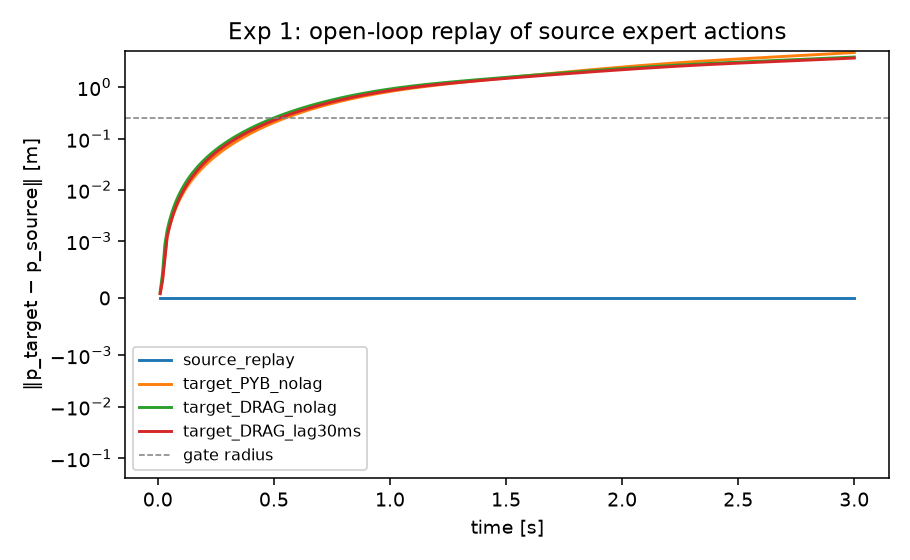 Exp 1: open-loop replay of source expert actions
‖p_target − p_source‖ [m]
10^0
10^-1
10^-2
10^-3
0
−10^-3
−10^-2
−10^-1
source_replay
target_PYB_nolag
target_DRAG_nolag
target_DRAG_lag30ms
gate radius
0.0 0.5 1.0 1.5 2.0 2.5 3.0
time [s]